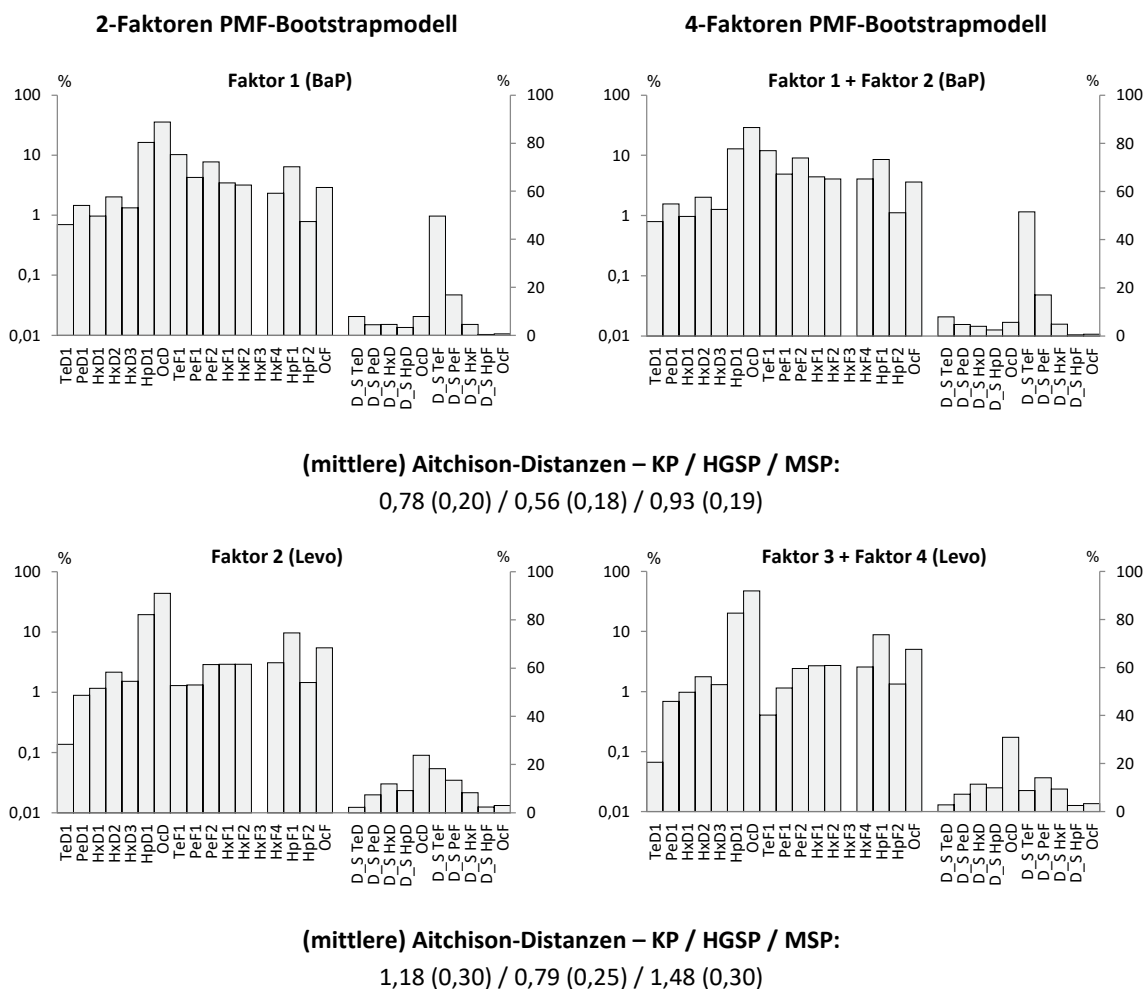 2-Faktoren PMF-Bootstrapmodell
4-Faktoren PMF-Bootstrapmodell
% Faktor 1 (BaP)
100
10
1
0,1
0,01
100
80
60
40
20
0
TeD1
PeD1
HxD1
HxD2
HxD3
HpD1
OcD
TeF1
PeF1
PeF2
HxF1
HxF2
HxF3
HxF4
HpF1
HpF2
OcF
D_S TeD
D_S PeD
D_S HxD
D_S HpD
OcD
D_S TeF
D_S PeF
D_S HxF
D_S HpF
OcF
% Faktor 1 + Faktor 2 (BaP) %
100
10
1
0,1
0,01
100
80
60
40
20
0
TeD1
PeD1
HxD1
HxD2
HxD3
HpD1
OcD
TeF1
PeF1
PeF2
HxF1
HxF2
HxF3
HxF4
HpF1
HpF2
OcF
D_S TeD
D_S PeD
D_S HxD
D_S HpD
OcD
D_S TeF
D_S PeF
D_S HxF
D_S HpF
OcF
(mittlere) Aitchison-Distanzen – KP / HGSP / MSP:
0,78 (0,20) / 0,56 (0,18) / 0,93 (0,19)
% Faktor 2 (Levo) %
100
10
1
0,1
0,01
100
80
60
40
20
0
TeD1
PeD1
HxD1
HxD2
HxD3
HpD1
OcD
TeF1
PeF1
PeF2
HxF1
HxF2
HxF3
HxF4
HpF1
HpF2
OcF
D_S TeD
D_S PeD
D_S HxD
D_S HpD
OcD
D_S TeF
D_S PeF
D_S HxF
D_S HpF
OcF
% Faktor 3 + Faktor 4 (Levo) %
100
10
1
0,1
0,01
100
80
60
40
20
0
TeD1
PeD1
HxD1
HxD2
HxD3
HpD1
OcD
TeF1
PeF1
PeF2
HxF1
HxF2
HxF3
HxF4
HpF1
HpF2
OcF
D_S TeD
D_S PeD
D_S HxD
D_S HpD
OcD
D_S TeF
D_S PeF
D_S HxF
D_S HpF
OcF
(mittlere) Aitchison-Distanzen – KP / HGSP / MSP:
1,18 (0,30) / 0,79 (0,25) / 1,48 (0,30)